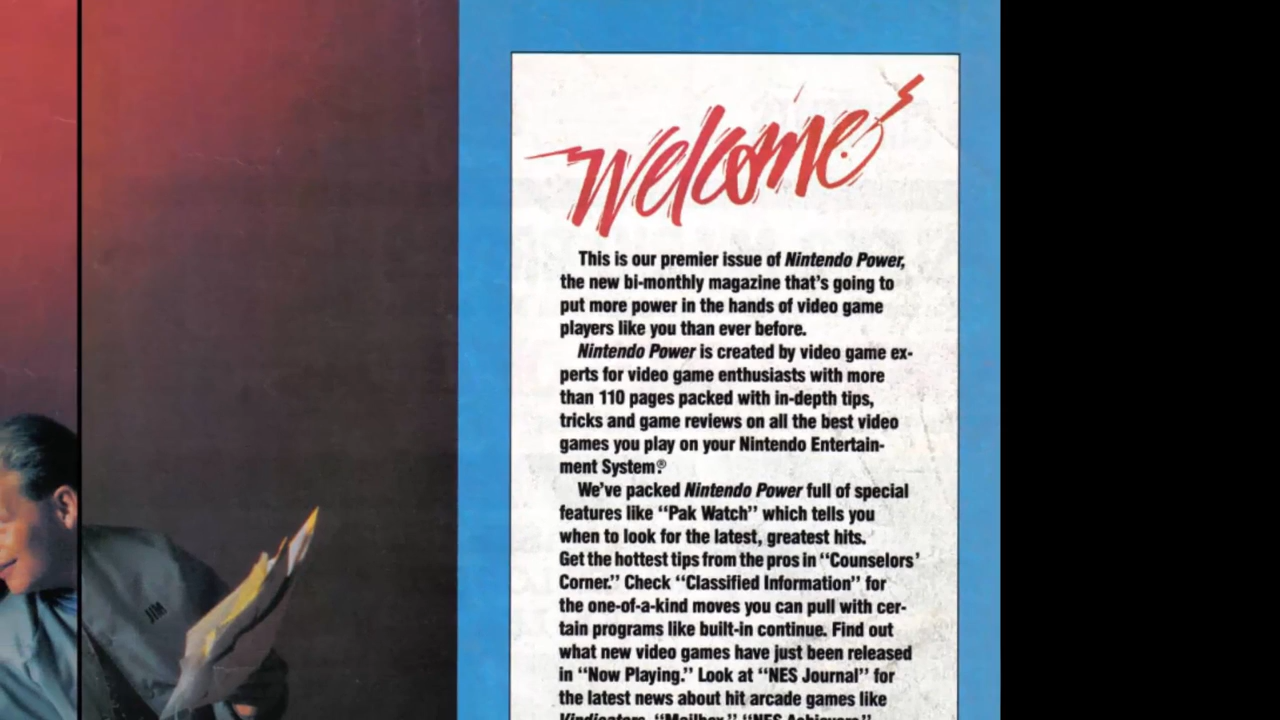 Welcome
This is our premier issue of Nintendo Power,
the new bi-monthly magazine that's going to
put more power in the hands of video game
players like you than ever before.
Nintendo Power is created by video game ex-
perts for video game enthusiasts with more
than 110 pages packed with in-depth tips,
tricks and game reviews on all the best video
games you play on your Nintendo Entertain-
ment System.®
We've packed Nintendo Power full of special
features like “Pak Watch” which tells you
when to look for the latest, greatest hits.
Get the hottest tips from the pros in “Counselors'
Corner.” Check “Classified Information” for
the one-of-a-kind moves you can pull with cer-
tain programs like built-in continue. Find out
what new video games have just been released
in “Now Playing.” Look at “NES Journal” for
the latest news about hit arcade games like
Vindicators. “Mailbox,” “NES Achievers,”
JIM